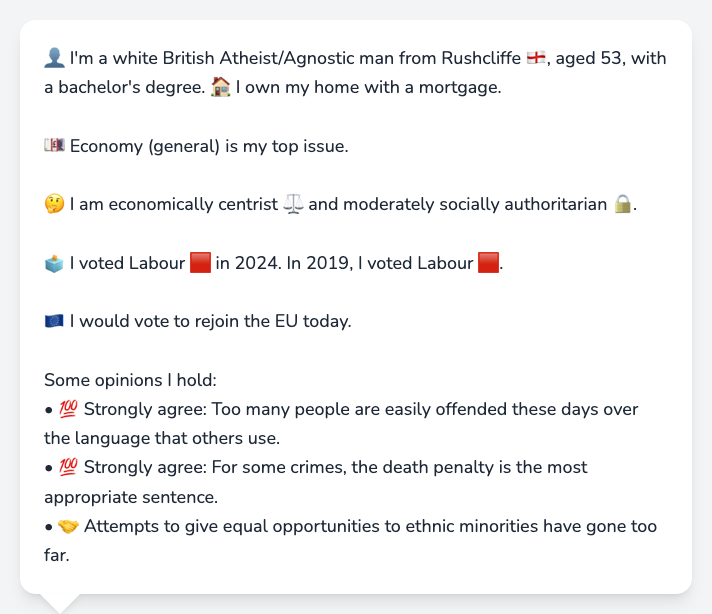 👤 I'm a white British Atheist/Agnostic man from Rushcliffe 🏴󠁧󠁢󠁥󠁮󠁧󠁿, aged 53, with
a bachelor's degree. 🏠 I own my home with a mortgage.
💷 Economy (general) is my top issue.
🤔 I am economically centrist ⚖️ and moderately socially authoritarian 🔒.
🗳️ I voted Labour 🟥 in 2024. In 2019, I voted Labour 🟥.
🇪🇺 I would vote to rejoin the EU today.
Some opinions I hold:
• 💯 Strongly agree: Too many people are easily offended these days over
the language that others use.
• 💯 Strongly agree: For some crimes, the death penalty is the most
appropriate sentence.
• 🤝 Attempts to give equal opportunities to ethnic minorities have gone too
far.